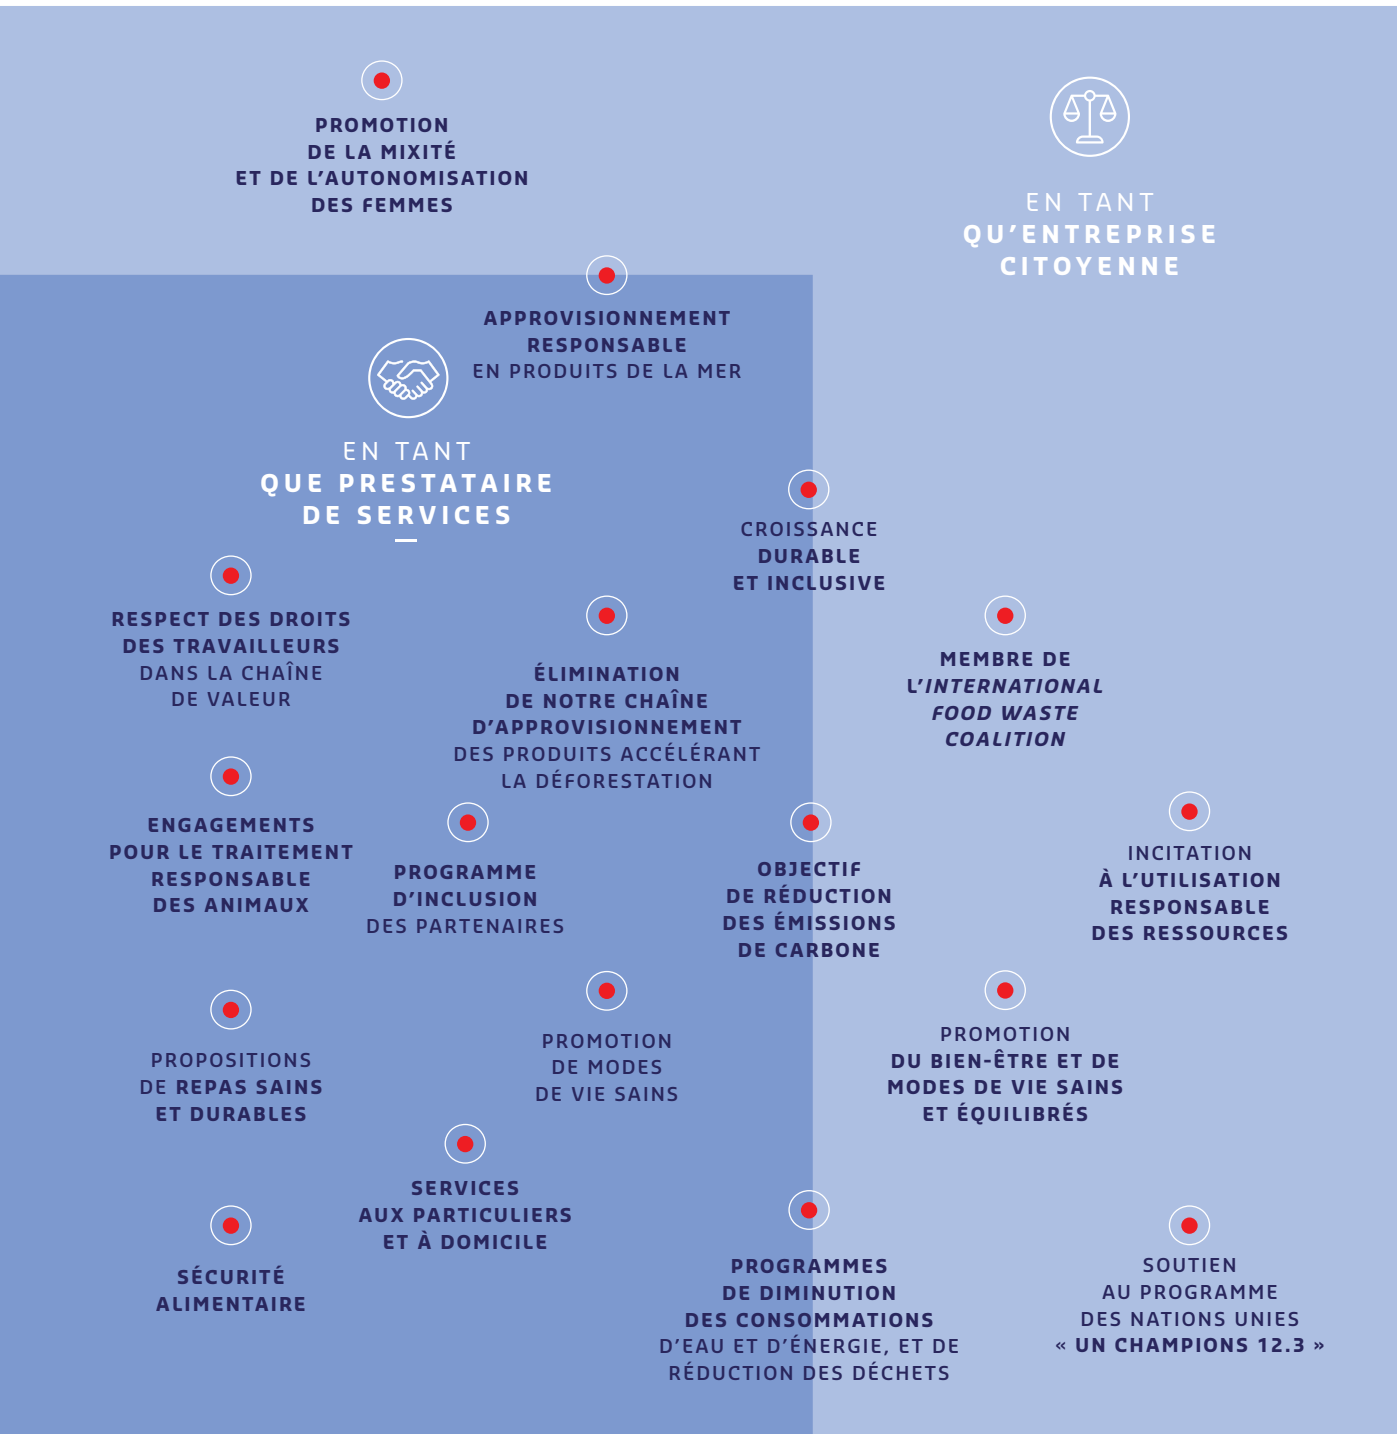 PROMOTION
DE LA MIXITÉ
ET DE L’AUTONOMISATION
DES FEMMES
EN TANT
QU’ENTREPRISE
CITOYENNE
APPROVISIONNEMENT
RESPONSABLE
EN PRODUITS DE LA MER
EN TANT
QUE PRESTATAIRE
DE SERVICES
CROISSANCE
DURABLE
ET INCLUSIVE
RESPECT DES DROITS
DES TRAVAILLEURS
DANS LA CHAÎNE
DE VALEUR
ÉLIMINATION
DE NOTRE CHAÎNE
D’APPROVISIONNEMENT
DES PRODUITS ACCÉLÉRANT
LA DÉFORESTATION
MEMBRE DE
L’INTERNATIONAL
FOOD WASTE
COALITION
ENGAGEMENTS
POUR LE TRAITEMENT
RESPONSABLE
DES ANIMAUX
PROGRAMME
D’INCLUSION
DES PARTENAIRES
OBJECTIF
DE RÉDUCTION
DES ÉMISSIONS
DE CARBONE
INCITATION
À L’UTILISATION
RESPONSABLE
DES RESSOURCES
PROPOSITIONS
DE REPAS SAINS
ET DURABLES
PROMOTION
DE MODES
DE VIE SAINS
PROMOTION
DU BIEN-ÊTRE ET DE
MODES DE VIE SAINS
ET ÉQUILIBRÉS
SERVICES
AUX PARTICULIERS
ET À DOMICILE
SÉCURITÉ
ALIMENTAIRE
PROGRAMMES
DE DIMINUTION
DES CONSOMMATIONS
D’EAU ET D’ÉNERGIE, ET DE
RÉDUCTION DES DÉCHETS
SOUTIEN
AU PROGRAMME
DES NATIONS UNIES
« UN CHAMPIONS 12.3 »